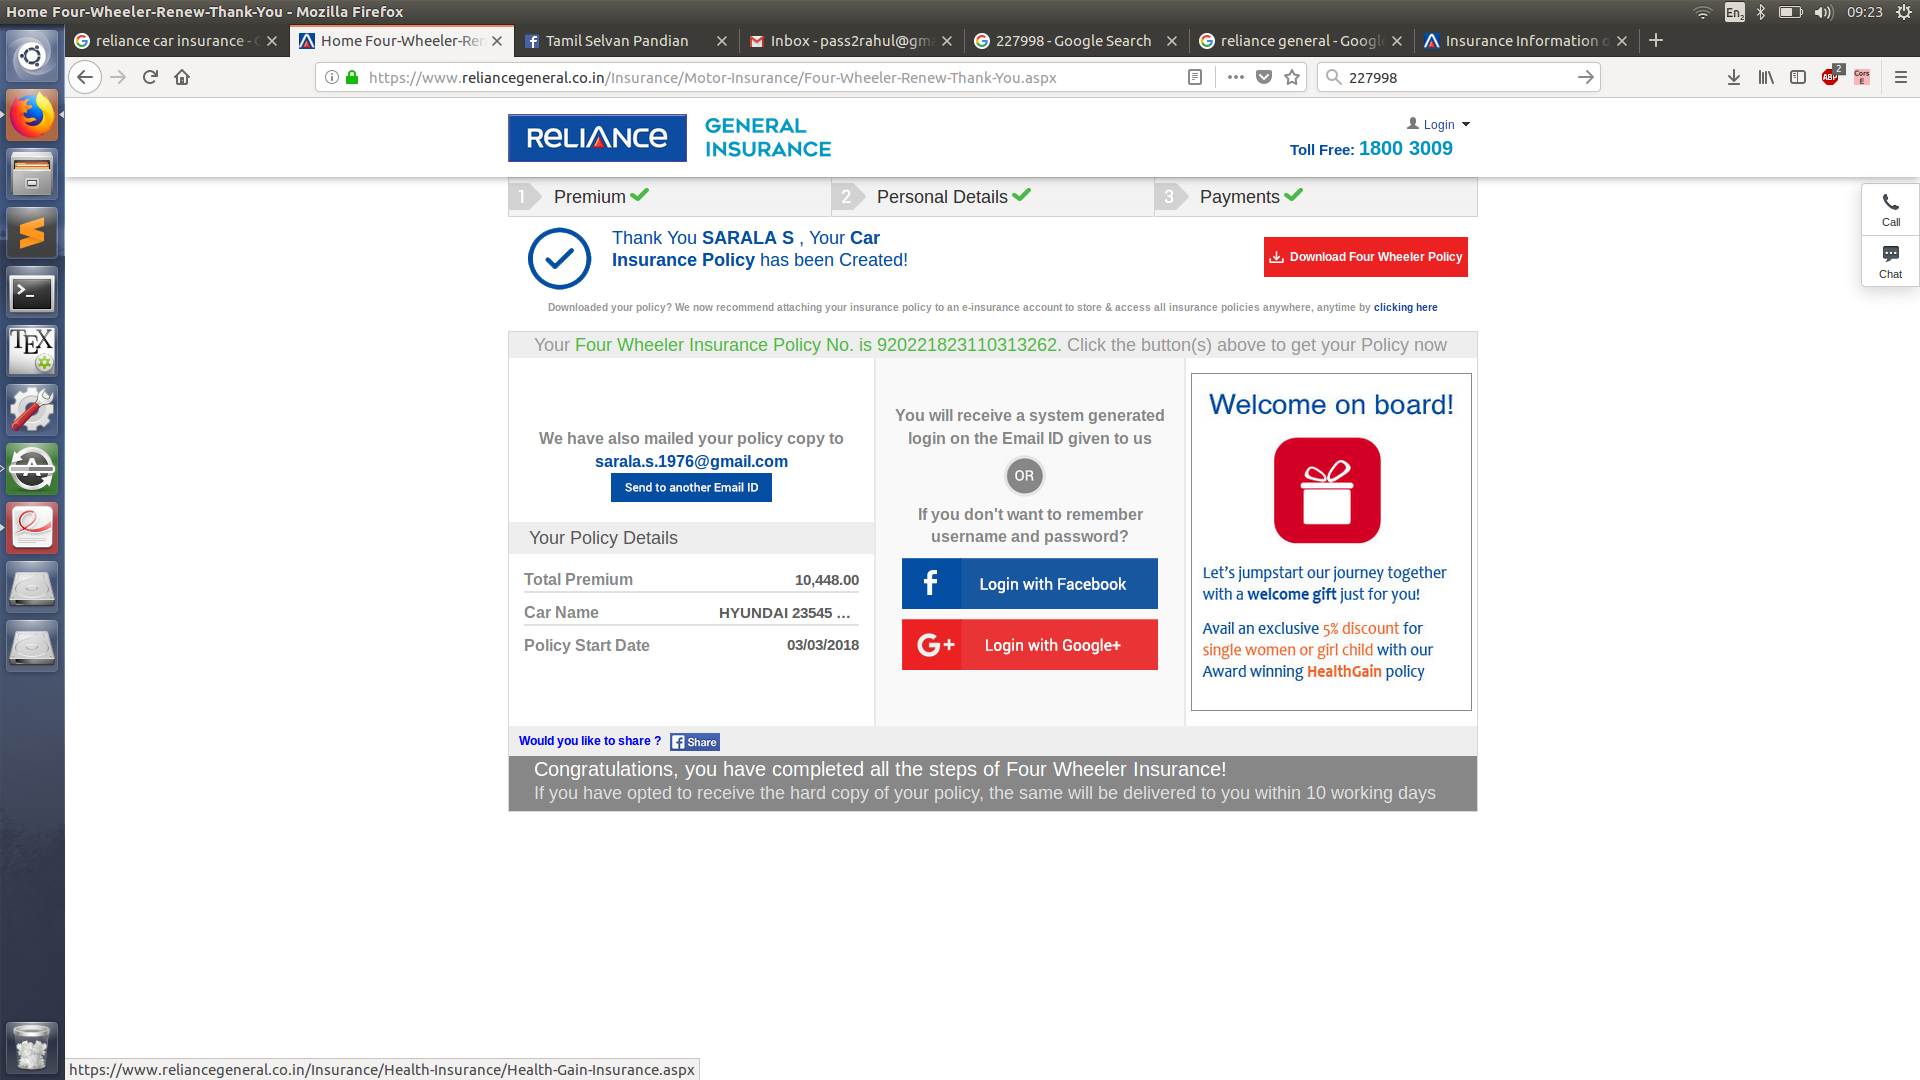 Home Four-Wheeler-Renew-Thank-You - Mozilla Firefox
En2
09:23
reliance car insurance - G
Home Four-Wheeler-Ren
Tamil Selvan Pandian
Inbox - pass2rahul@gma
227998 - Google Search
reliance general - Google
Insurance Information o
https://www.reliancegeneral.co.in/Insurance/Motor-Insurance/Four-Wheeler-Renew-Thank-You.aspx
227998
ABP 2
Cors E
RELIANCE
GENERAL
INSURANCE
Login
Toll Free: 1800 3009
1 Premium
2 Personal Details
3 Payments
Call
Chat
Thank You SARALA S , Your Car
Insurance Policy has been Created!
Download Four Wheeler Policy
Downloaded your policy? We now recommend attaching your insurance policy to an e-insurance account to store & access all insurance policies anywhere, anytime by clicking here
Your Four Wheeler Insurance Policy No. is 920221823110313262. Click the button(s) above to get your Policy now
We have also mailed your policy copy to
sarala.s.1976@gmail.com
Send to another Email ID
Your Policy Details
Total Premium 10,448.00
Car Name HYUNDAI 23545 ...
Policy Start Date 03/03/2018
You will receive a system generated
login on the Email ID given to us
OR
If you don't want to remember
username and password?
f Login with Facebook
G+ Login with Google+
Welcome on board!
Let's jumpstart our journey together
with a welcome gift just for you!
Avail an exclusive 5% discount for
single women or girl child with our
Award winning HealthGain policy
Would you like to share ? Share
Congratulations, you have completed all the steps of Four Wheeler Insurance!
If you have opted to receive the hard copy of your policy, the same will be delivered to you within 10 working days
TEX
https://www.reliancegeneral.co.in/Insurance/Health-Insurance/Health-Gain-Insurance.aspx